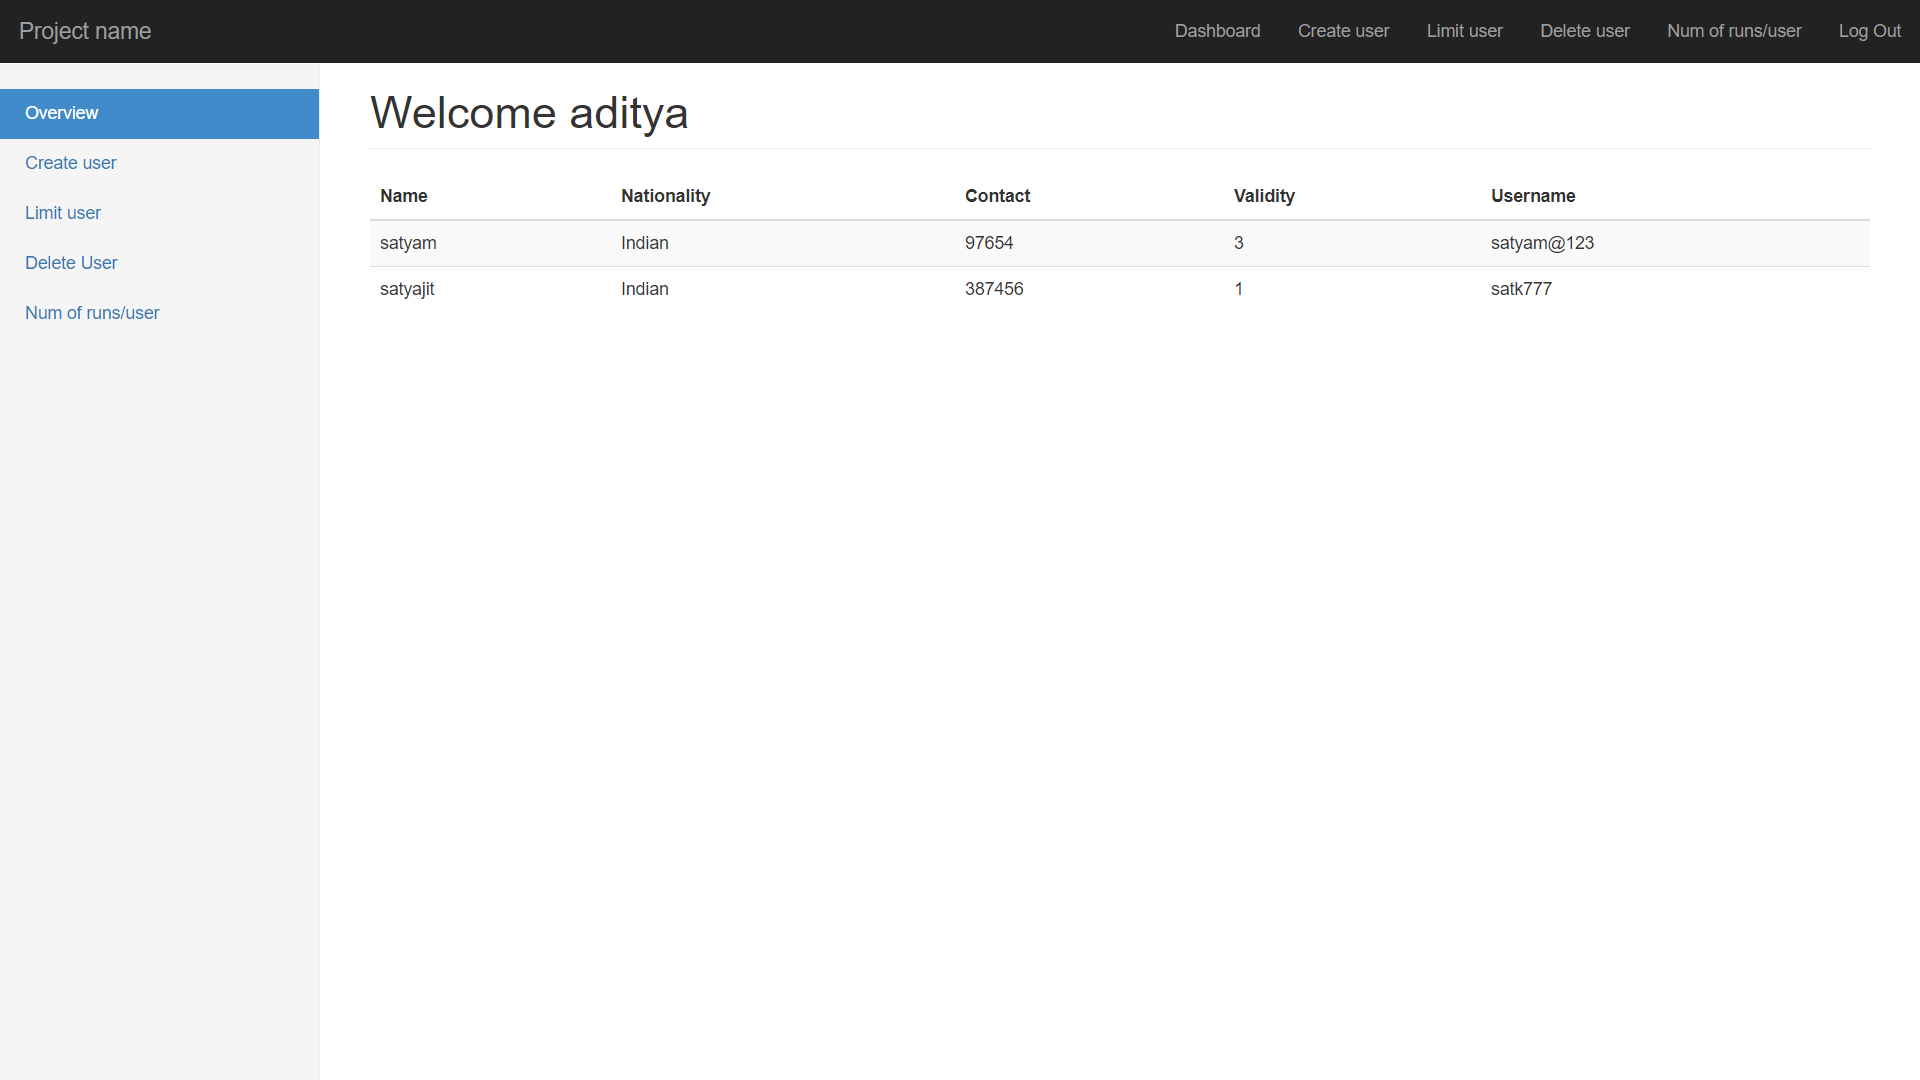 Project name Dashboard Create user Limit user Delete user Num of runs/user Log Out
Overview
Create user
Limit user
Delete User
Num of runs/user
Welcome aditya
Name Nationality Contact Validity Username
satyam Indian 97654 3 satyam@123
satyajit Indian 387456 1 satk777